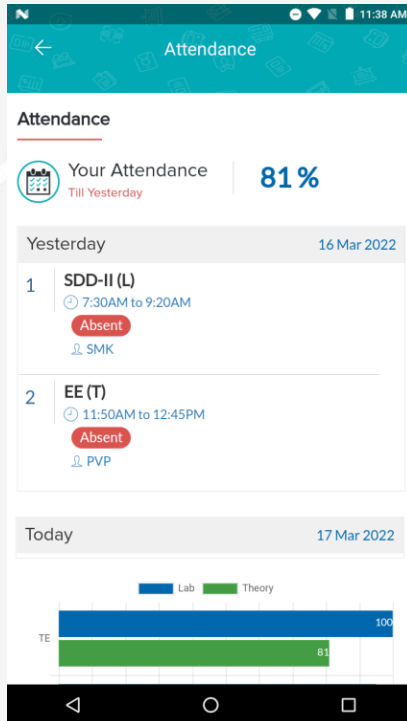 11:38 AM
Attendance
Attendance
Your Attendance
Till Yesterday
81 %
Yesterday 16 Mar 2022
1 SDD-II (L)
7:30AM to 9:20AM
Absent
SMK
2 EE (T)
11:50AM to 12:45PM
Absent
PVP
Today 17 Mar 2022
Lab Theory
100
TE
81